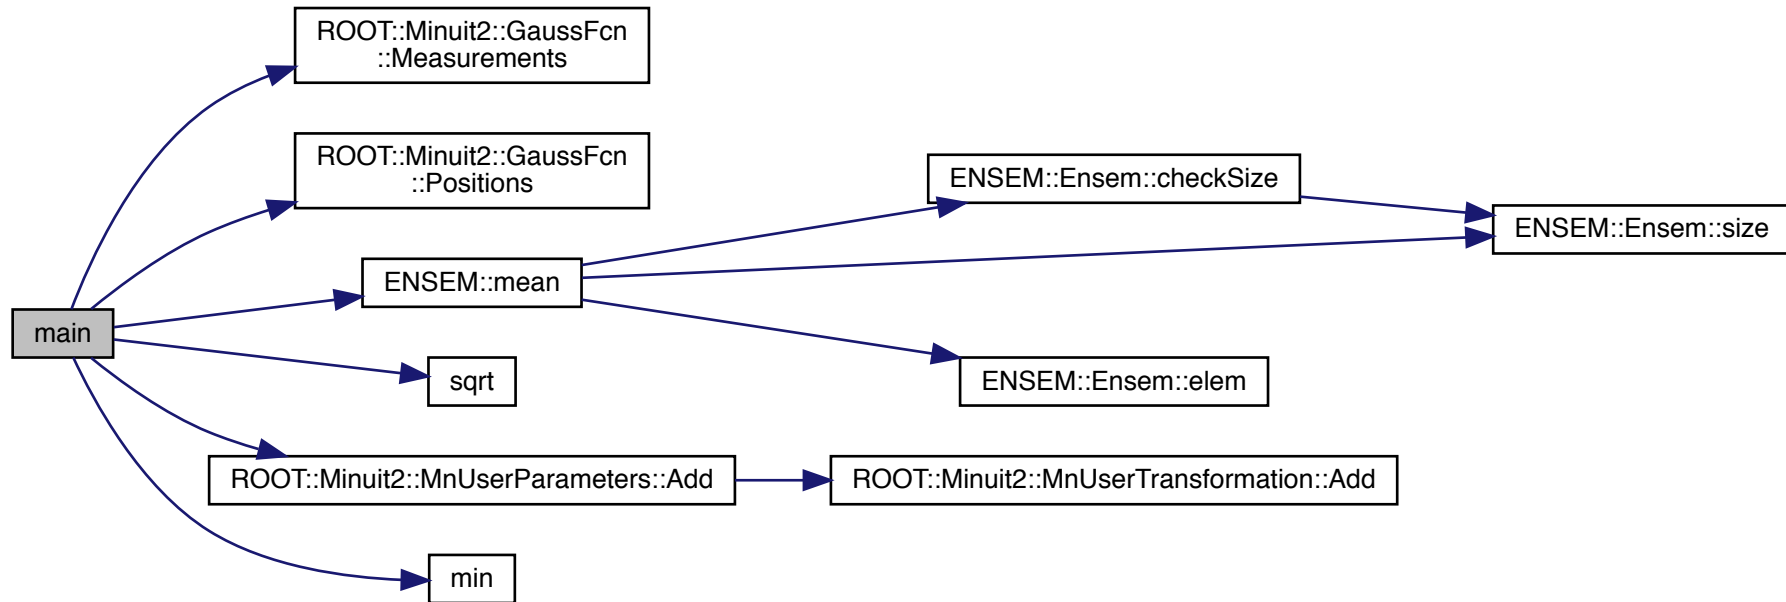 ROOT::Minuit2::GaussFcn
::Measurements
ROOT::Minuit2::GaussFcn
::Positions
ENSEM::Ensem::checkSize
ENSEM::Ensem::size
ENSEM::mean
main
sqrt
ENSEM::Ensem::elem
ROOT::Minuit2::MnUserParameters::Add
ROOT::Minuit2::MnUserTransformation::Add
min